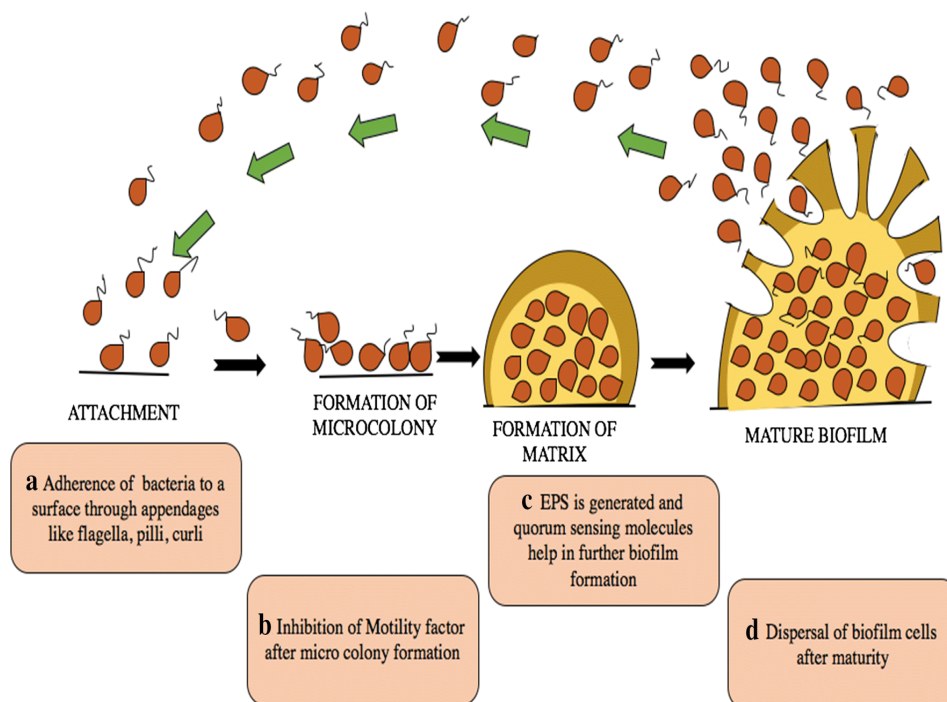 ATTACHMENT
FORMATION OF
MICROCOLONY
FORMATION OF
MATRIX
MATURE BIOFILM
a Adherence of bacteria to a
surface through appendages
like flagella, pilli, curli
b Inhibition of Motility factor
after micro colony formation
c EPS is generated and
quorum sensing molecules
help in further biofilm
formation
d Dispersal of biofilm cells
after maturity